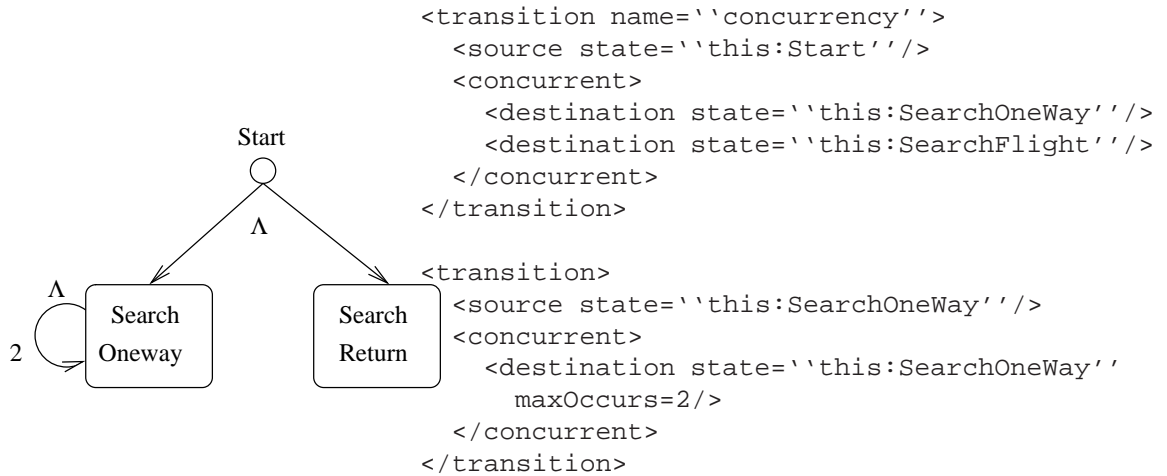 Start
Λ
Λ
2
Search
Oneway
Search
Return
<transition name=‘‘concurrency’’>
<source state=‘‘this:Start’’/>
<concurrent>
<destination state=‘‘this:SearchOneWay’’/>
<destination state=‘‘this:SearchFlight’’/>
</concurrent>
</transition>
<transition>
<source state=‘‘this:SearchOneWay’’/>
<concurrent>
<destination state=‘‘this:SearchOneWay’’
maxOccurs=2/>
</concurrent>
</transition>